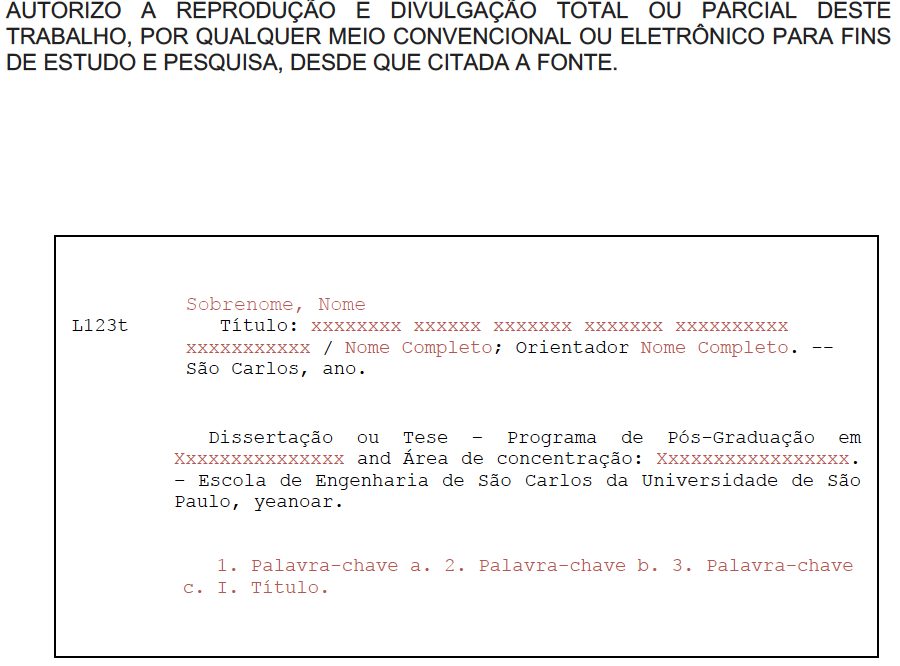 AUTORIZO A REPRODUÇÃO E DIVULGAÇÃO TOTAL OU PARCIAL DESTE
TRABALHO, POR QUALQUER MEIO CONVENCIONAL OU ELETRÔNICO PARA FINS
DE ESTUDO E PESQUISA, DESDE QUE CITADA A FONTE.
Sobrenome, Nome
L123t Título: xxxxxxxx xxxxxx xxxxxxx xxxxxxx xxxxxxxxxx
xxxxxxxxxxx / Nome Completo; Orientador Nome Completo. --
São Carlos, ano.
Dissertação ou Tese – Programa de Pós-Graduação em
Xxxxxxxxxxxxxxx and Área de concentração: Xxxxxxxxxxxxxxxxx.
– Escola de Engenharia de São Carlos da Universidade de São
Paulo, yeanoar.
1. Palavra-chave a. 2. Palavra-chave b. 3. Palavra-chave
c. I. Título.